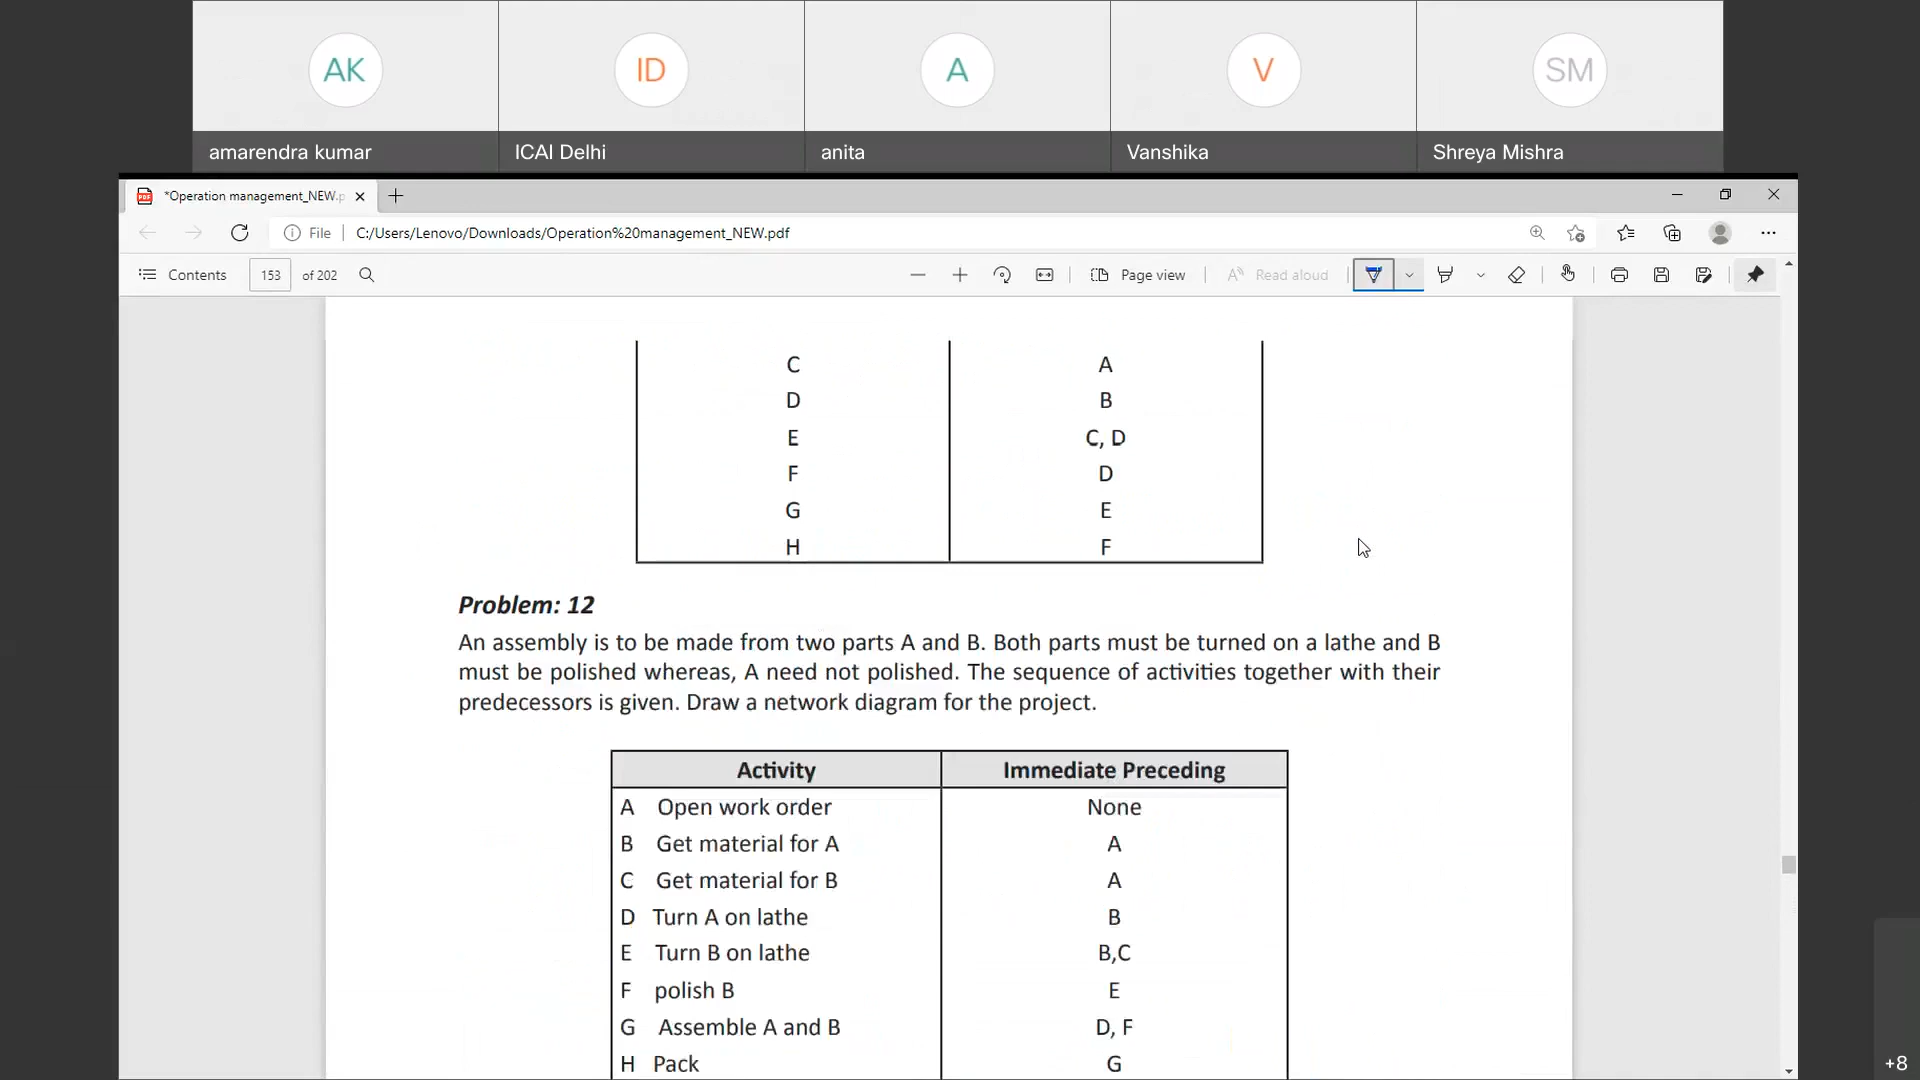 AK
ID
A
V
SM
amarendra kumar
ICAI Delhi
anita
Vanshika
Shreya Mishra
*Operation management_NEW.p
File
C:/Users/Lenovo/Downloads/Operation%20management_NEW.pdf
Contents
153 of 202
Page view
Read aloud
C A
D B
E C, D
F D
G E
H F
Problem: 12
An assembly is to be made from two parts A and B. Both parts must be turned on a lathe and B
must be polished whereas, A need not polished. The sequence of activities together with their
predecessors is given. Draw a network diagram for the project.
Activity Immediate Preceding
A Open work order None
B Get material for A A
C Get material for B A
D Turn A on lathe B
E Turn B on lathe B,C
F polish B E
G Assemble A and B D, F
H Pack G
+8